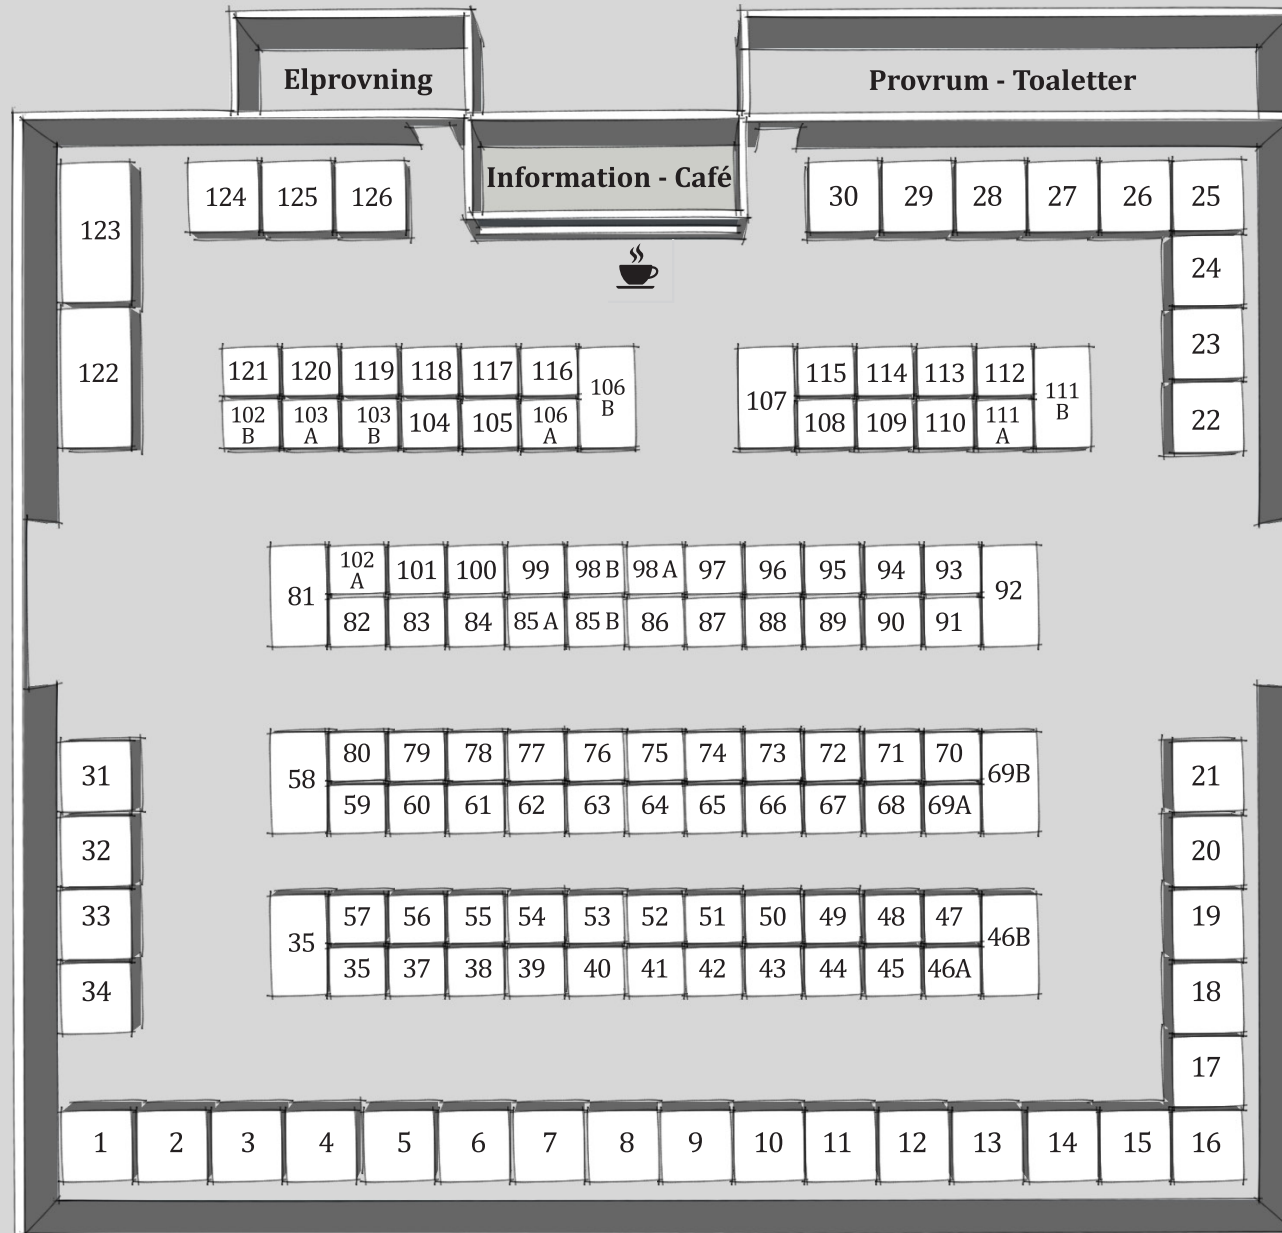 Elprovning
Provrum - Toaletter
Information - Café
124 125 126
30 29 28 27 26 25
123
24
23
122
22
121 120 119 118 117 116
106
B
102
B
103
A
103
B
104 105
106
A
107
115 114 113 112
111
B
108 109 110
111
A
81
102
A
101 100 99 98 B 98 A 97 96 95 94 93
92
82 83 84 85 A 85 B 86 87 88 89 90 91
58
80 79 78 77 76 75 74 73 72 71 70
69B
59 60 61 62 63 64 65 66 67 68 69A
31
32
33
34
21
20
19
18
17
35
57 56 55 54 53 52 51 50 49 48 47
46B
35 37 38 39 40 41 42 43 44 45 46A
1 2 3 4 5 6 7 8 9 10 11 12 13 14 15 16